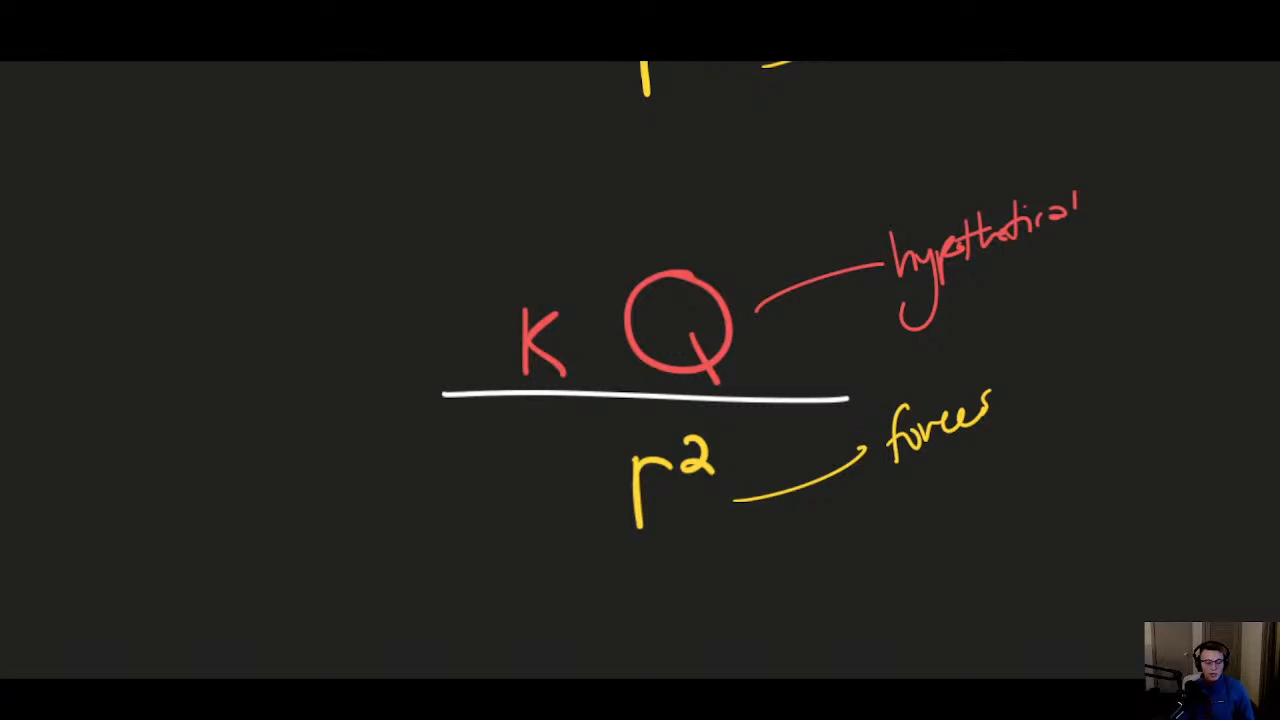 hypothetical
K Q
r²
forces